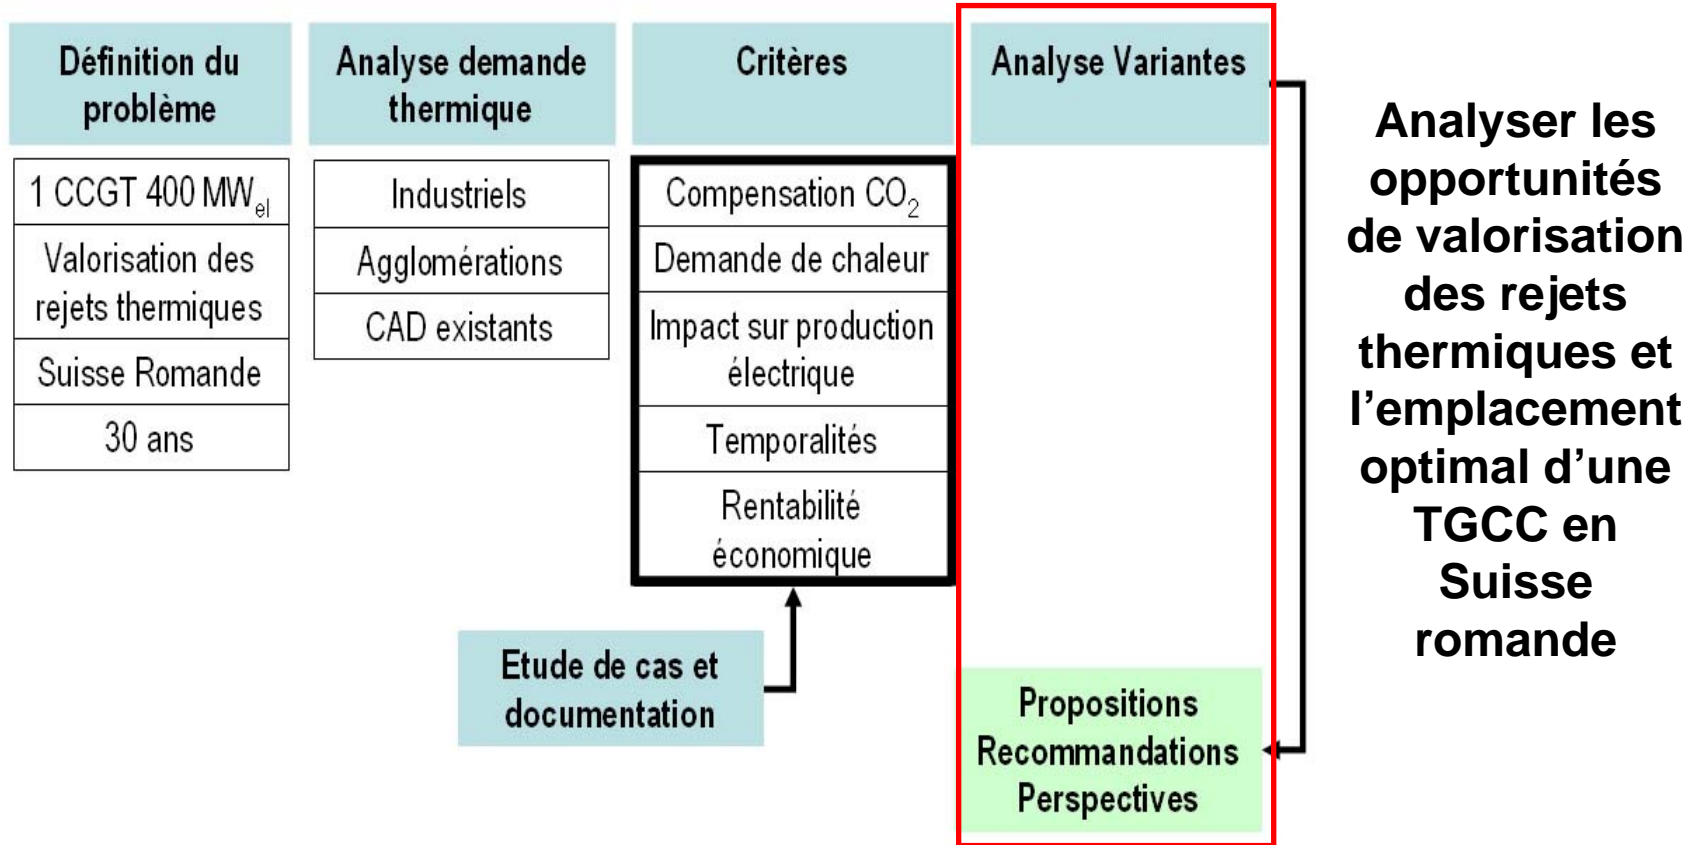 Définition du
problème
1 CCGT 400 MWel
Valorisation des
rejets thermiques
Suisse Romande
30 ans
Analyse demande
thermique
Industriels
Agglomérations
CAD existants
Critères
Compensation CO2
Demande de chaleur
Impact sur production
électrique
Temporalités
Rentabilité
économique
Etude de cas et
documentation
Analyse Variantes
Propositions
Recommandations
Perspectives
Analyser les
opportunités
de valorisation
des rejets
thermiques et
l’emplacement
optimal d’une
TGCC en
Suisse
romande